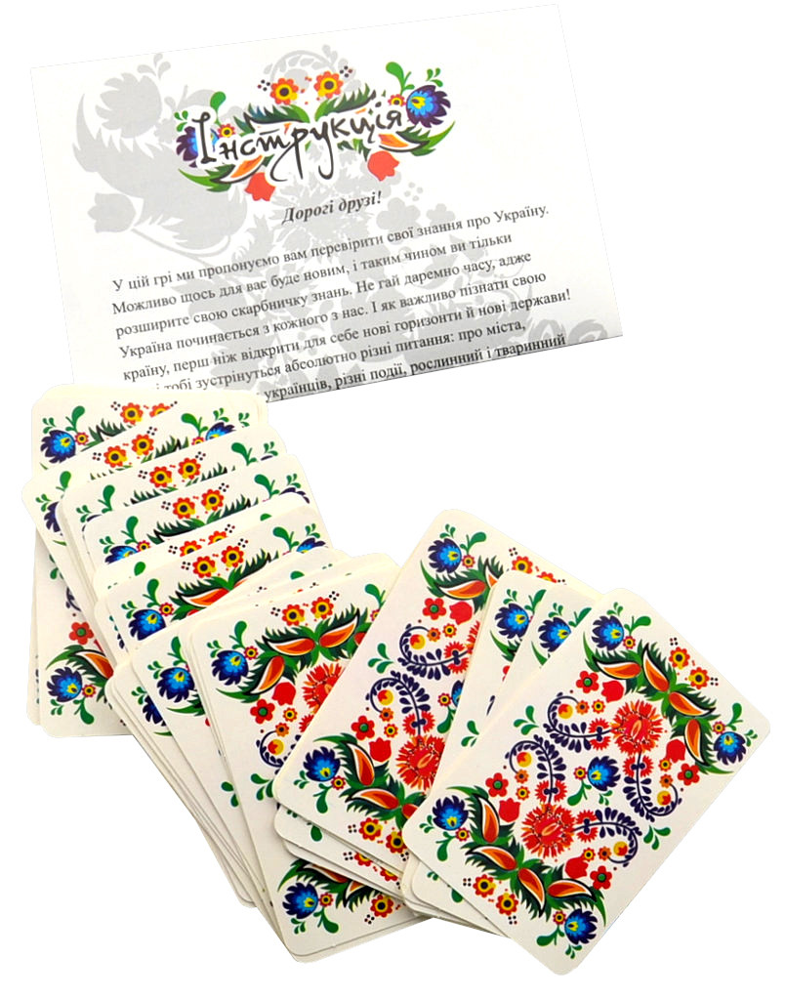 Інструкція
Дорогі друзі!
У цій грі ми пропонуємо вам перевірити свої знання про Україну.
Можливо щось для вас буде новим, і таким чином ви тільки
розширите свою скарбничку знань. Не гай даремно часу, адже
Україна починається з кожного з нас. І як важливо пізнати свою
країну, перш ніж відкрити для себе нові горизонти й нові держави!
і тобі зустрінуться абсолютно різні питання: про міста,
українців, різні події, рослинний і тваринний